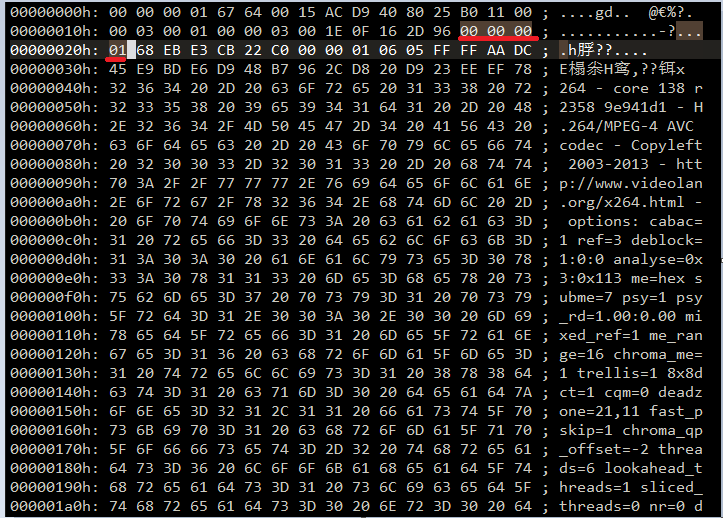 00000000h: 00 00 00 01 67 64 00 15 AC D9 40 80 25 B0 11 00 ; ....gd.. @€%?.
00000010h: 00 03 00 01 00 00 03 00 1E 0F 16 2D 96 00 00 00 ; ...........-?...
00000020h: 01 68 EB E3 CB 22 C0 00 00 01 06 05 FF FF AA DC ; .h脬??....
00000030h: 45 E9 BD E6 D9 48 B7 96 2C D8 20 D9 23 EE EF 78 ; E榻尜H窎,??铒x
00000040h: 32 36 34 20 2D 20 63 6F 72 65 20 31 33 38 20 72 ; 264 - core 138 r
00000050h: 32 33 35 38 20 39 65 39 34 31 64 31 20 2D 20 48 ; 2358 9e941d1 - H
00000060h: 2E 32 36 34 2F 4D 50 45 47 2D 34 20 41 56 43 20 ; .264/MPEG-4 AVC
00000070h: 63 6F 64 65 63 20 2D 20 43 6F 70 79 6C 65 66 74 ; codec - Copyleft
00000080h: 20 32 30 30 33 2D 32 30 31 33 20 2D 20 68 74 74 ; 2003-2013 - htt
00000090h: 70 3A 2F 2F 77 77 77 2E 76 69 64 65 6F 6C 61 6E ; p://www.videolan
000000a0h: 2E 6F 72 67 2F 78 32 36 34 2E 68 74 6D 6C 20 2D ; .org/x264.html -
000000b0h: 20 6F 70 74 69 6F 6E 73 3A 20 63 61 62 61 63 3D ; options: cabac=
000000c0h: 31 20 72 65 66 3D 33 20 64 65 62 6C 6F 63 6B 3D ; 1 ref=3 deblock=
000000d0h: 31 3A 30 3A 30 20 61 6E 61 6C 79 73 65 3D 30 78 ; 1:0:0 analyse=0x
000000e0h: 33 3A 30 78 31 31 33 20 6D 65 3D 68 65 78 20 73 ; 3:0x113 me=hex s
000000f0h: 75 62 6D 65 3D 37 20 70 73 79 3D 31 20 70 73 79 ; ubme=7 psy=1 psy
00000100h: 5F 72 64 3D 31 2E 30 30 3A 30 2E 30 30 20 6D 69 ; _rd=1.00:0.00 mi
00000110h: 78 65 64 5F 72 65 66 3D 31 20 6D 65 5F 72 61 6E ; xed_ref=1 me_ran
00000120h: 67 65 3D 31 36 20 63 68 72 6F 6D 61 5F 6D 65 3D ; ge=16 chroma_me=
00000130h: 31 20 74 72 65 6C 6C 69 73 3D 31 20 38 78 38 64 ; 1 trellis=1 8x8d
00000140h: 63 74 3D 31 20 63 71 6D 3D 30 20 64 65 61 64 7A ; ct=1 cqm=0 deadz
00000150h: 6F 6E 65 3D 32 31 2C 31 31 20 66 61 73 74 5F 70 ; one=21,11 fast_p
00000160h: 73 6B 69 70 3D 31 20 63 68 72 6F 6D 61 5F 71 70 ; skip=1 chroma_qp
00000170h: 5F 6F 66 66 73 65 74 3D 2D 32 20 74 68 72 65 61 ; _offset=-2 threa
00000180h: 64 73 3D 36 20 6C 6F 6F 6B 61 68 65 61 64 5F 74 ; ds=6 lookahead_t
00000190h: 68 72 65 61 64 73 3D 31 20 73 6C 69 63 65 64 5F ; hreads=1 sliced_
000001a0h: 74 68 72 65 61 64 73 3D 30 20 6E 72 3D 30 20 64 ; threads=0 nr=0 d